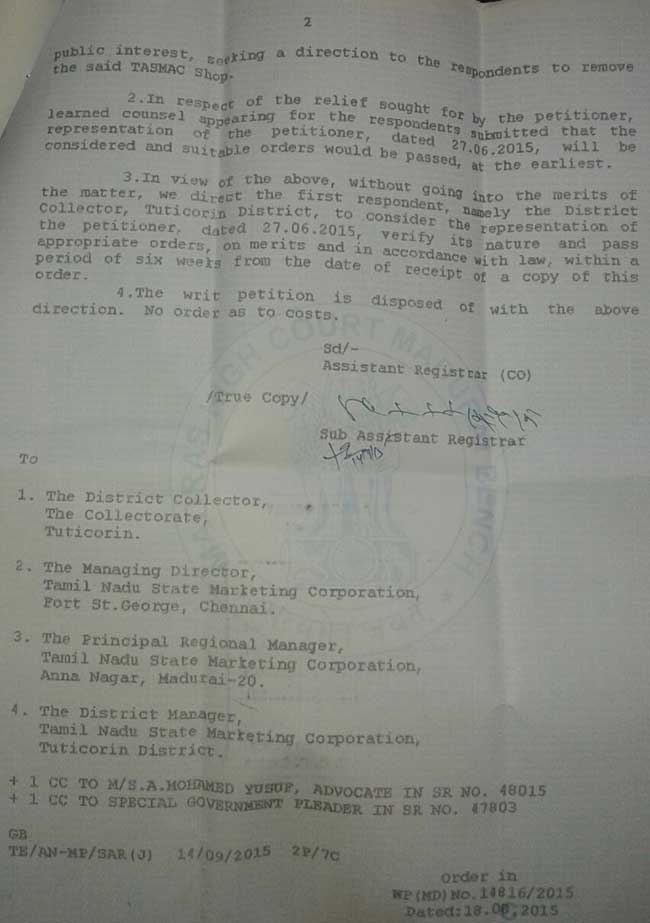 2
public interest, seeking a direction to the respondents to remove
the said TASMAC Shop.
2.In respect of the relief sought for by the petitioner,
learned counsel appearing for the respondents submitted that the
representation of the petitioner, dated 27.06.2015, will be
considered and suitable orders would be passed, at the earliest.
3.In view of the above, without going into the merits of
the matter, we direct the first respondent, namely the District
Collector, Tuticorin District, to consider the representation of
the petitioner, dated 27.06.2015, verify its nature and pass
appropriate orders, on merits and in accordance with law, within a
period of six weeks from the date of receipt of a copy of this
order.
4.The writ petition is disposed of with the above
direction. No order as to costs.
Sd/-
Assistant Registrar (CO)
/True Copy/
Sub Assistant Registrar
To
1. The District Collector,
The Collectorate,
Tuticorin.
2. The Managing Director,
Tamil Nadu State Marketing Corporation,
Fort St.George, Chennai.
3. The Principal Regional Manager,
Tamil Nadu State Marketing Corporation,
Anna Nagar, Madurai-20.
4. The District Manager,
Tamil Nadu State Marketing Corporation,
Tuticorin District.
+ 1 CC TO M/S.A.MOHAMED YUSUF, ADVOCATE IN SR NO. 48015
+ 1 CC TO SPECIAL GOVERNMENT PLEADER IN SR NO. 47803
GB
TE/AN-MP/SAR(J) 14/09/2015 2P/7C
Order in
WP(MD)No.14816/2015
Dated:18.08.2015